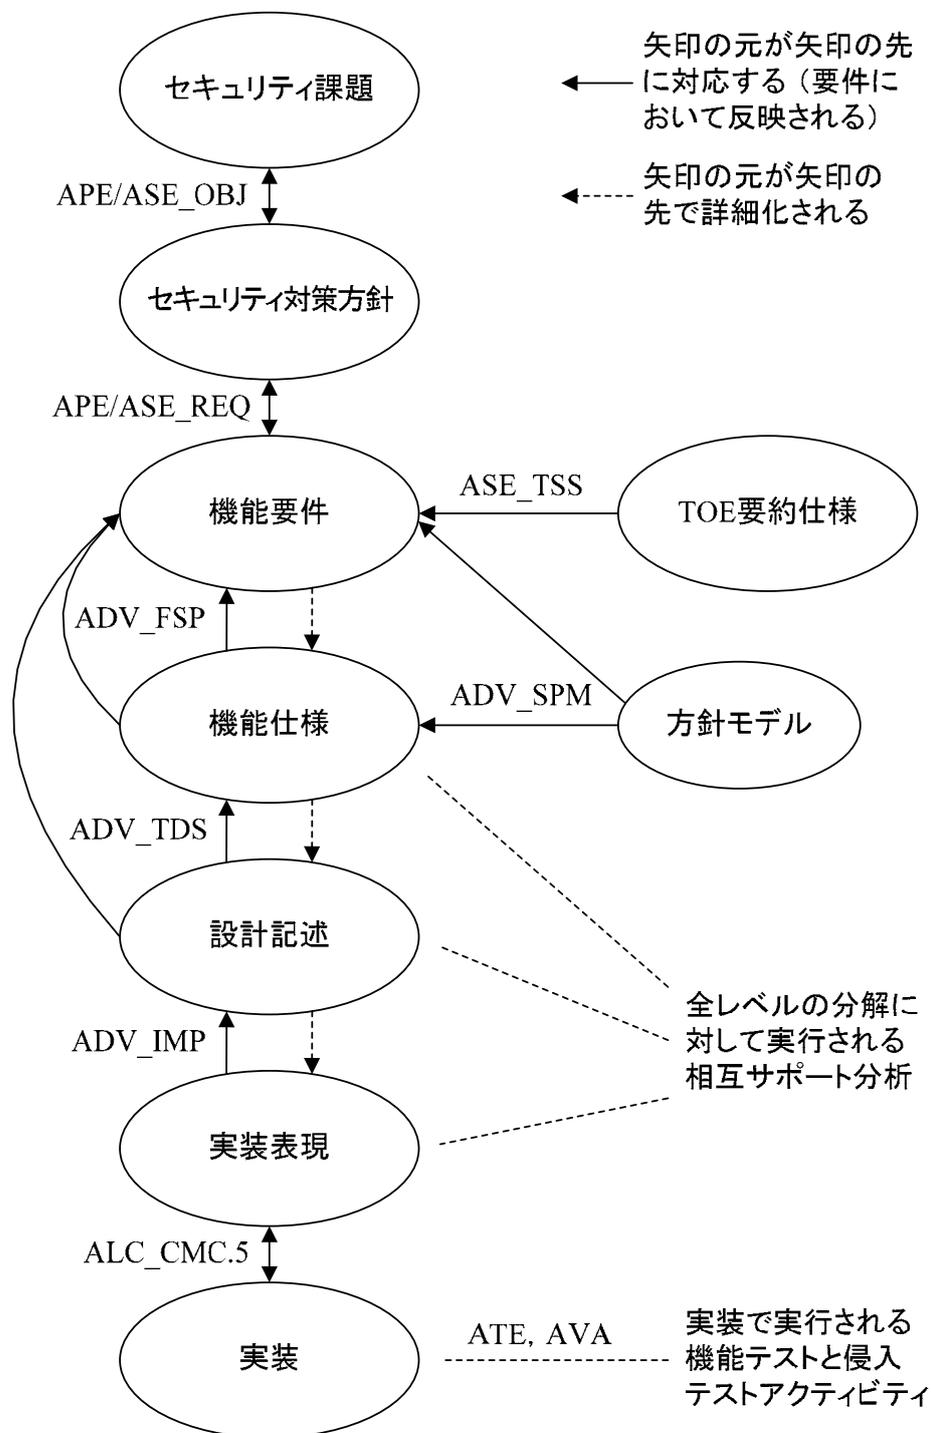 セキュリティ課題
矢印の元が矢印の先
に対応する（要件に
おいて反映される）
APE/ASE_OBJ
矢印の元が矢印の
先で詳細化される
セキュリティ対策方針
APE/ASE_REQ
機能要件
ASE_TSS
TOE要約仕様
ADV_FSP
機能仕様
ADV_SPM
方針モデル
ADV_TDS
設計記述
全レベルの分解に
対して実行される
相互サポート分析
ADV_IMP
実装表現
ALC_CMC.5
実装
ATE, AVA
実装で実行される
機能テストと侵入
テストアクティビティ